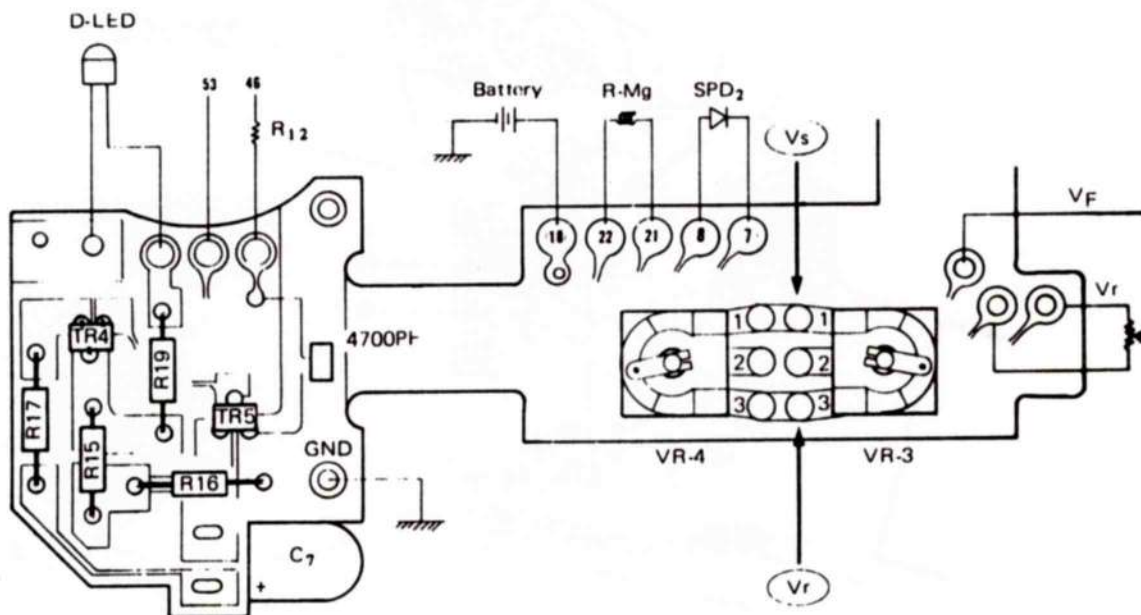 D-LED
53 46
R12
Battery R-Mg SPD2
Vs
VF
18 22 21 8 7
Vr
TR4
4700PF
R19
1 1
2 2
3 3
R17
TR5
R15
GND
VR-4 VR-3
R16
C7
+
Vr